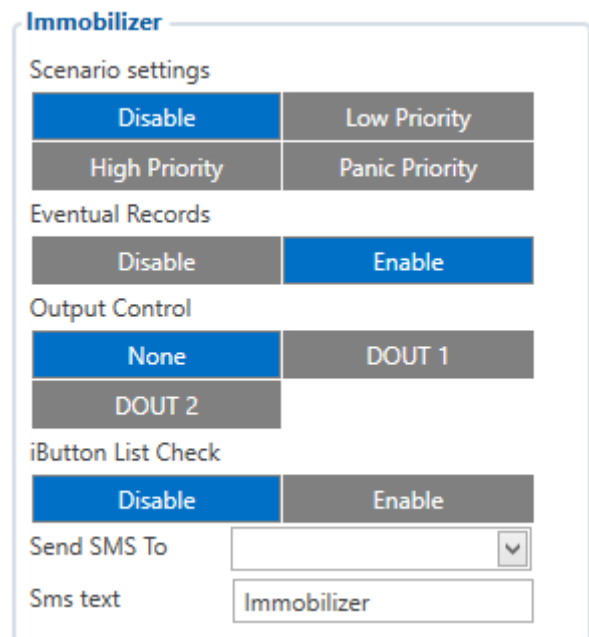 Immobilizer
Scenario settings
Disable Low Priority
High Priority Panic Priority
Eventual Records
Disable Enable
Output Control
None DOUT 1
DOUT 2
iButton List Check
Disable Enable
Send SMS To
Sms text Immobilizer